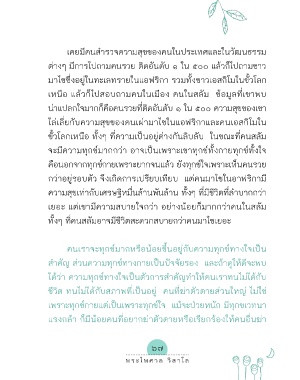 เคยมีคนสำรวจความสุขของคนในประเทศและในวัฒนธรรม
ต่างๆ มีการไปถามคนรวย ติดอันดับ ๑ ใน ๕๐๐ แล้วก็ไปถามชาว
มาไซซึ่งอยู่ในทะเลทรายในแอฟริกา รวมทั้งชาวเอสกิโมในขั้วโลก
เหนือ แล้วก็ไปสอบถามคนในเมือง คนในสลัม ข้อมูลที่เขาพบ
น่าแปลกใจมากก็คือคนรวยที่ติดอันดับ ๑ ใน ๕๐๐ ความสุขของเขา
ไล่เลี่ยกับความสุขของคนเผ่ามาไซในแอฟริกาและคนเอสกิโมใน
ขั้วโลกเหนือ ทั้งๆ ที่ความเป็นอยู่ต่างกันลิบลับ ในขณะที่คนสลัม
จะมีความทุกข์มากกว่า อาจเป็นเพราะเขาทุกข์ทั้งกายทุกข์ทั้งใจ
คือนอกจากทุกข์กายเพราะยากจนแล้ว ยังทุกข์ใจเพราะเห็นคนรวย
กว่าอยู่รอบตัว จึงเกิดการเปรียบเทียบ แต่คนมาไซในอาฟริกามี
ความสุขเท่ากับเศรษฐีหมื่นล้านพันล้าน ทั้งๆ ที่มีชีวิตที่ลำบากกว่า
เยอะ แต่เขามีความสบายใจกว่า อย่างน้อยก็มากกว่าคนในสลัม
ทั้งๆ ที่คนสลัมอาจมีชีวิตสะดวกสบายกว่าคนมาไซเยอะ
คนเราจะทุกข์มากหรือน้อยขึ้นอยู่กับความทุกข์ทางใจเป็น
สำคัญ ส่วนความทุกข์ทางกายเป็นปัจจัยรอง และถ้าดูให้ดีจะพบ
ได้ว่า ความทุกข์ทางใจเป็นตัวการสำคัญทำให้คนเราทนไม่ได้กับ
ชีวิต ทนไม่ได้กับสภาพที่เป็นอยู่ คนที่ฆ่าตัวตายส่วนใหญ่ ไม่ใช่
เพราะทุกข์กายแต่เป็นเพราะทุกข์ใจ แม้จะป่วยหนัก มีทุกขเวทนา
แรงกล้า ก็มีน้อยคนที่อยากฆ่าตัวตายหรือเรียกร้องให้คนอื่นฆ่า
๖๗
พระไพศาล วิสาโล